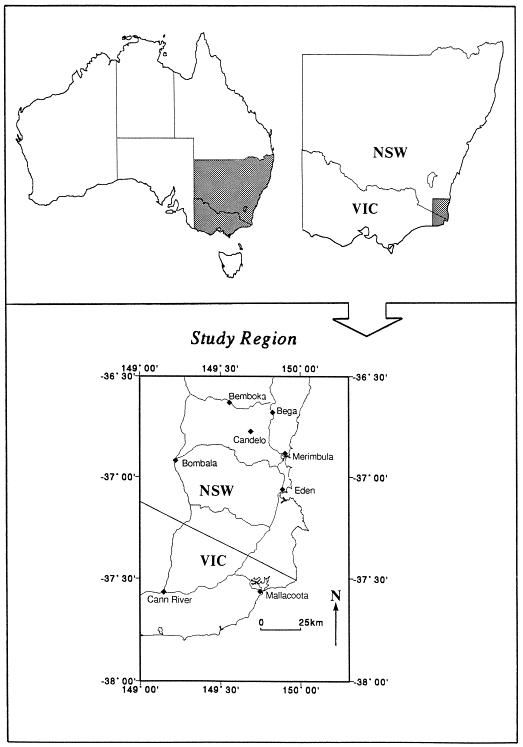 NSW
VIC
Study Region
149 00' 149 30' 150 00'
-36˚ 30' -36˚ 30'
Bemboka
Bega
Candelo
Merimbula
Bombala
-37˚ 00' -37˚ 00'
NSW
Eden
VIC
-37˚ 30' -37˚ 30'
Cann River
Mallacoota
N
0 25km
-38˚ 00' -38˚ 00'
149˚ 00' 149˚ 30' 150˚ 00'